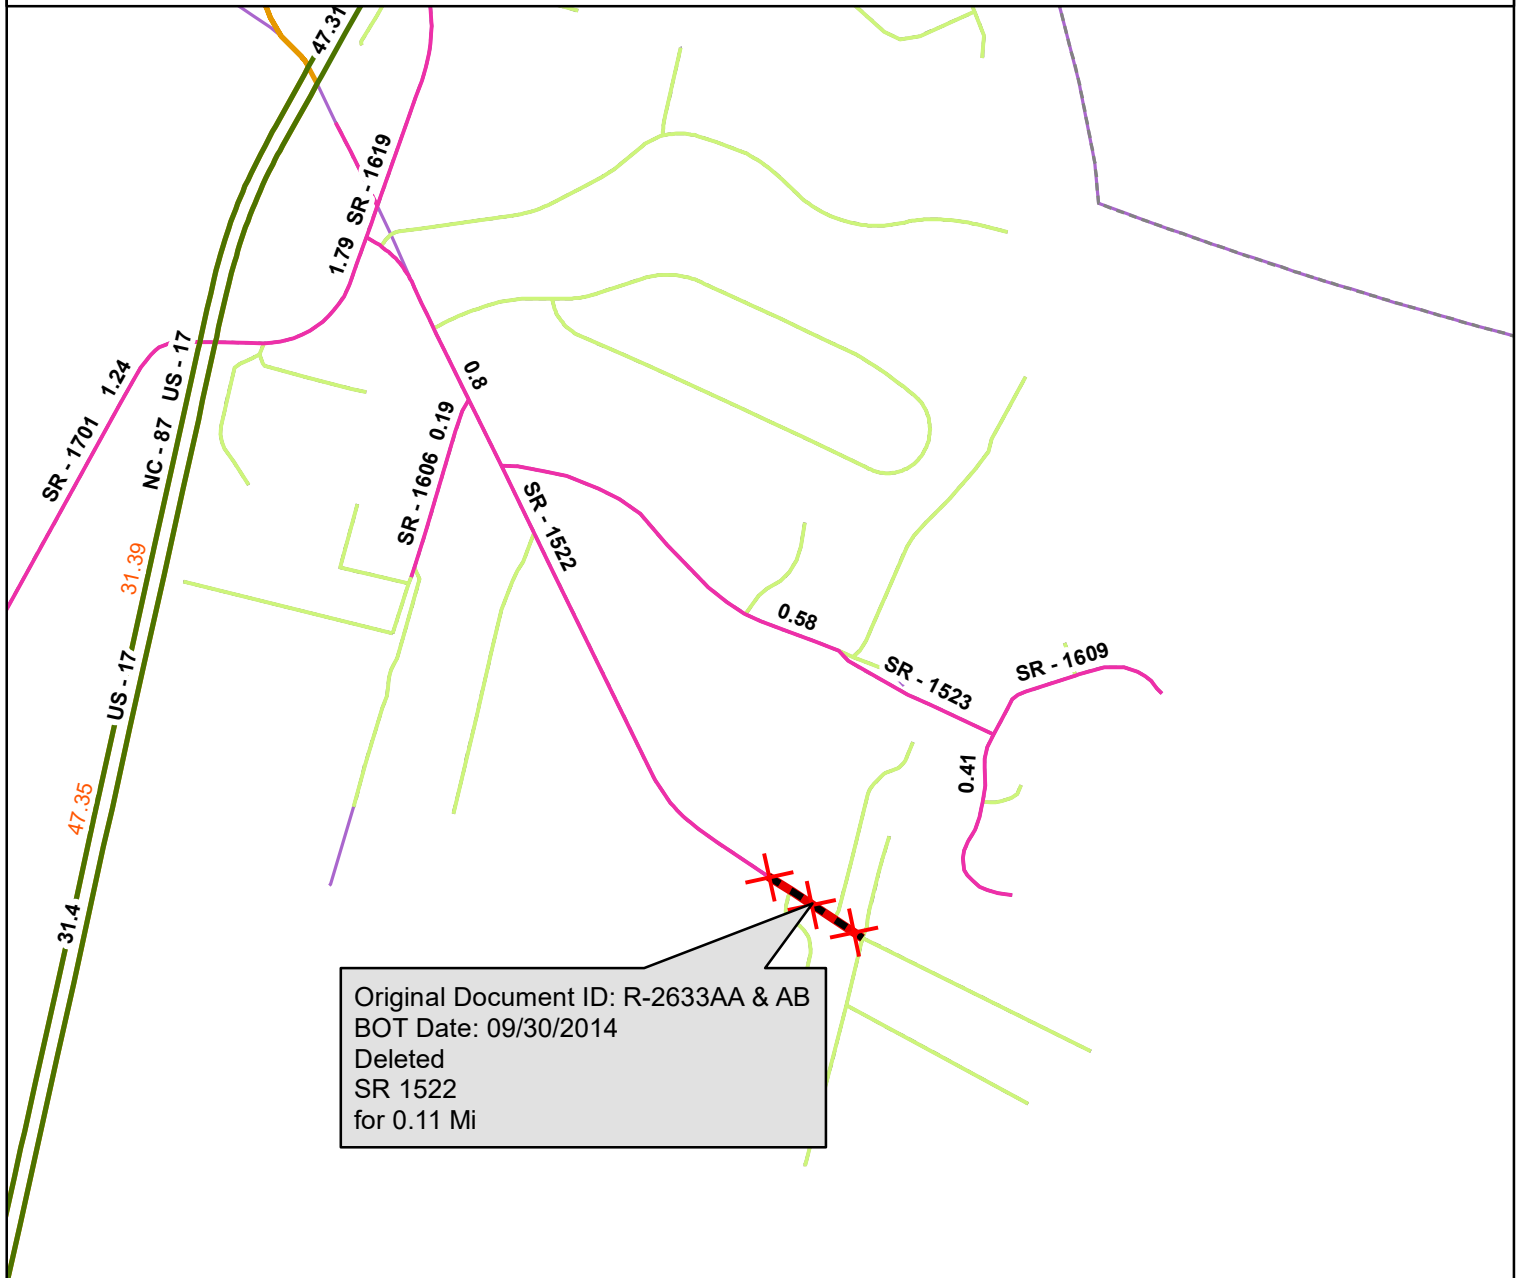 47.31
SR - 1619
1.79
US - 17
NC - 87
1.24
SR - 1701
0.8
0.19
SR - 1606
SR - 1522
31.39
0.58
SR - 1523
SR - 1609
US - 17
0.41
47.35
31.4
Original Document ID: R-2633AA & AB
BOT Date: 09/30/2014
Deleted
SR 1522
for 0.11 Mi